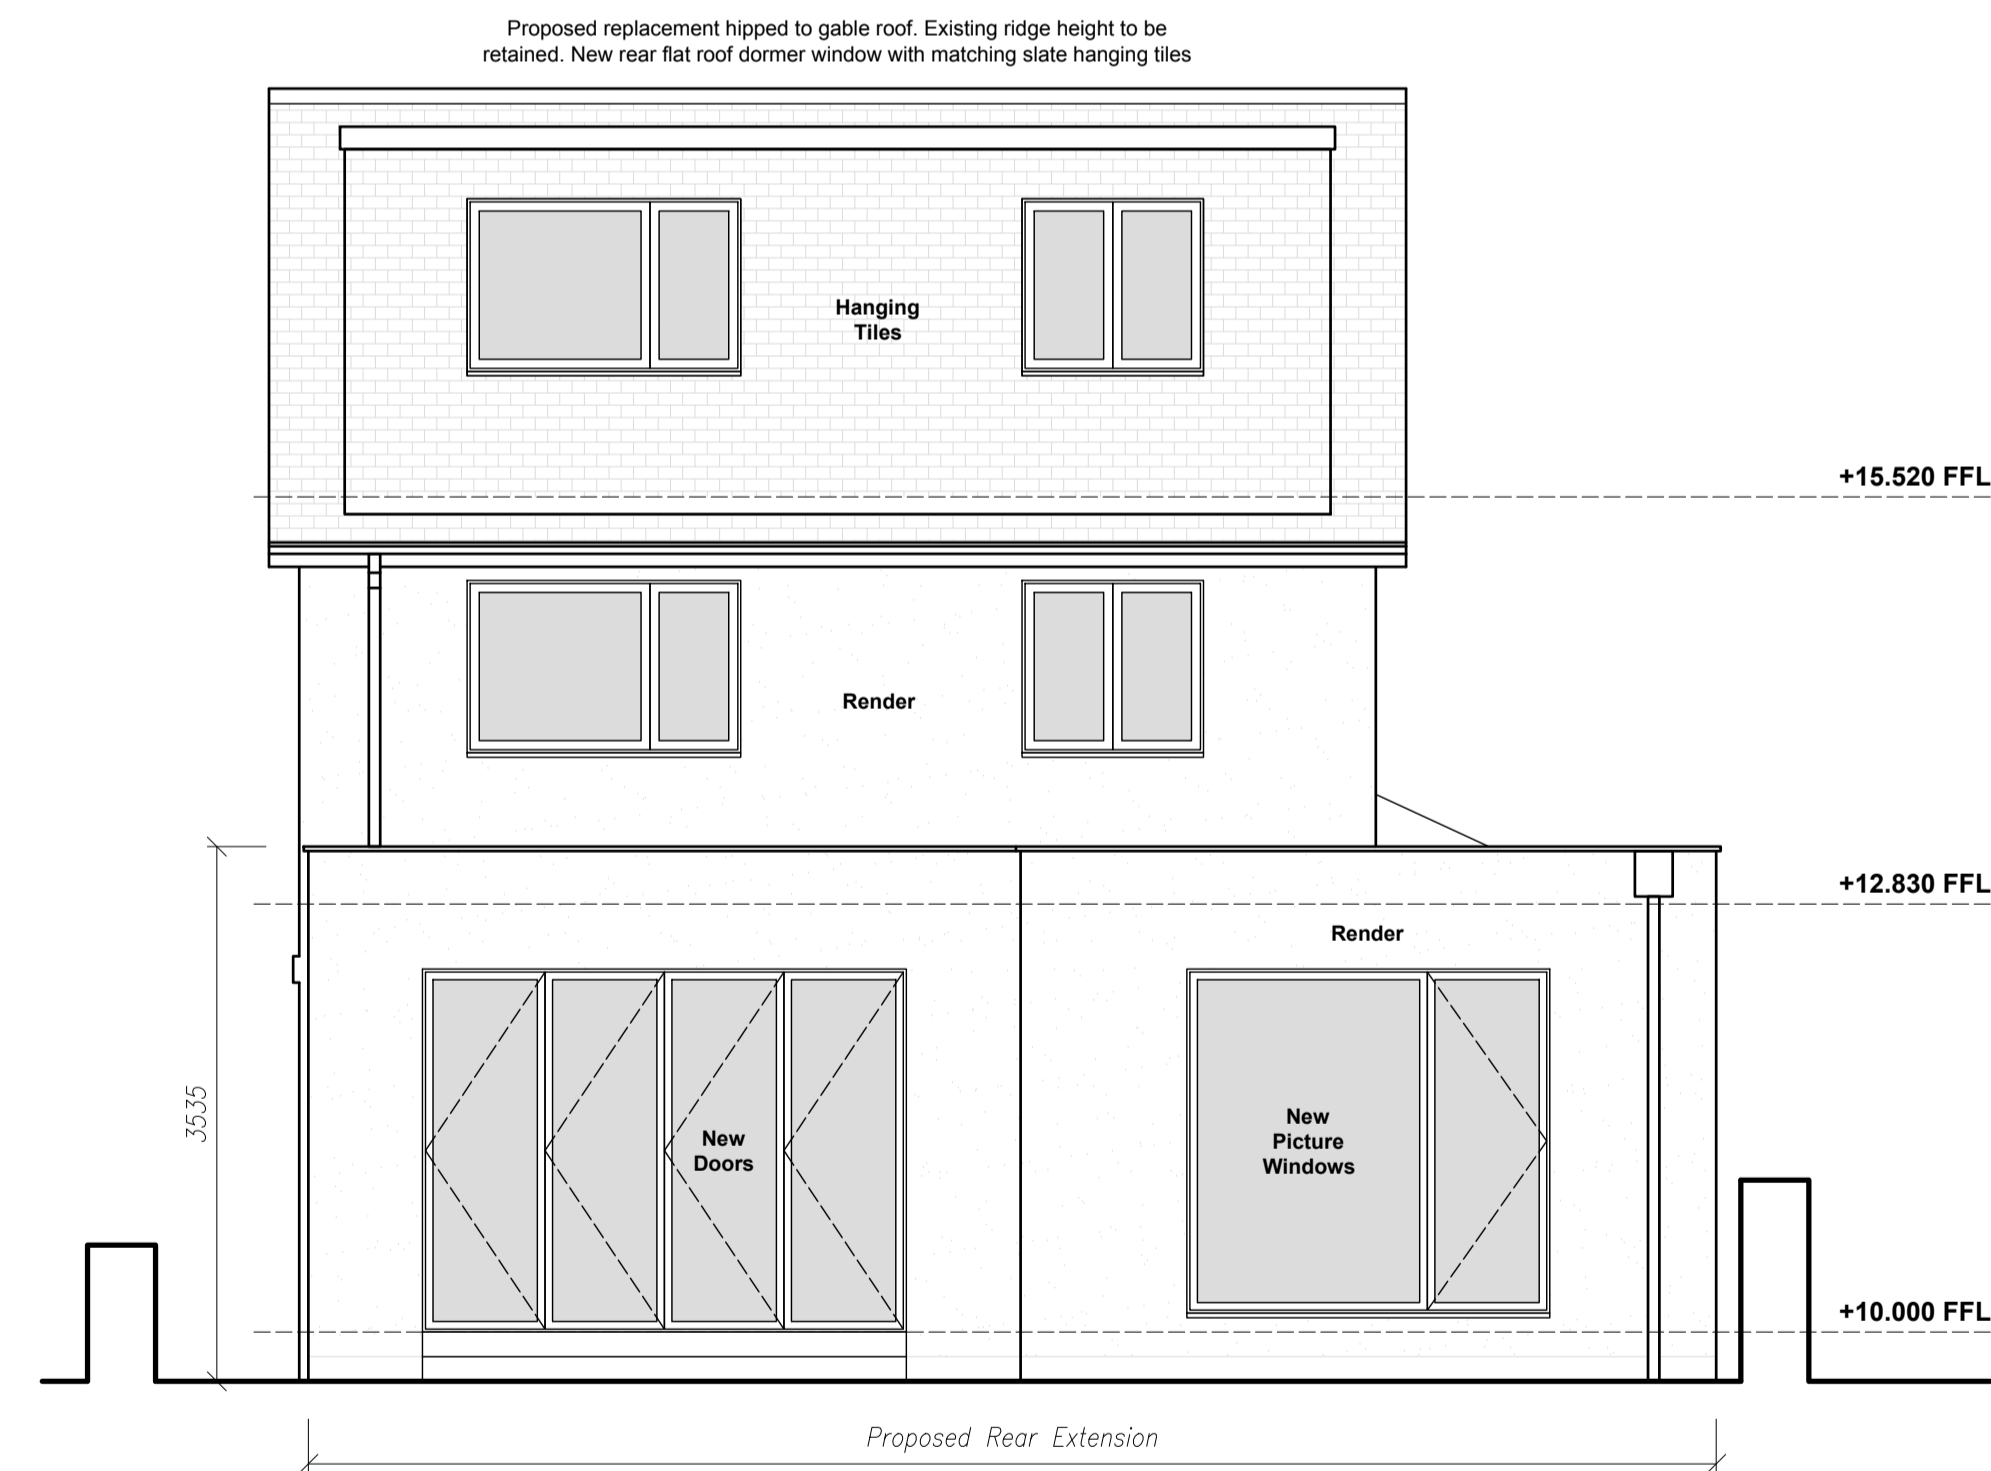 Proposed replacement hipped to gable roof. Existing ridge height to be
retained. New rear flat roof dormer window with matching slate hanging tiles
Hanging
Tiles
+15.520 FFL
Render
+12.830 FFL
Render
3535
New
Doors
New
Picture
Windows
+10.000 FFL
Proposed Rear Extension